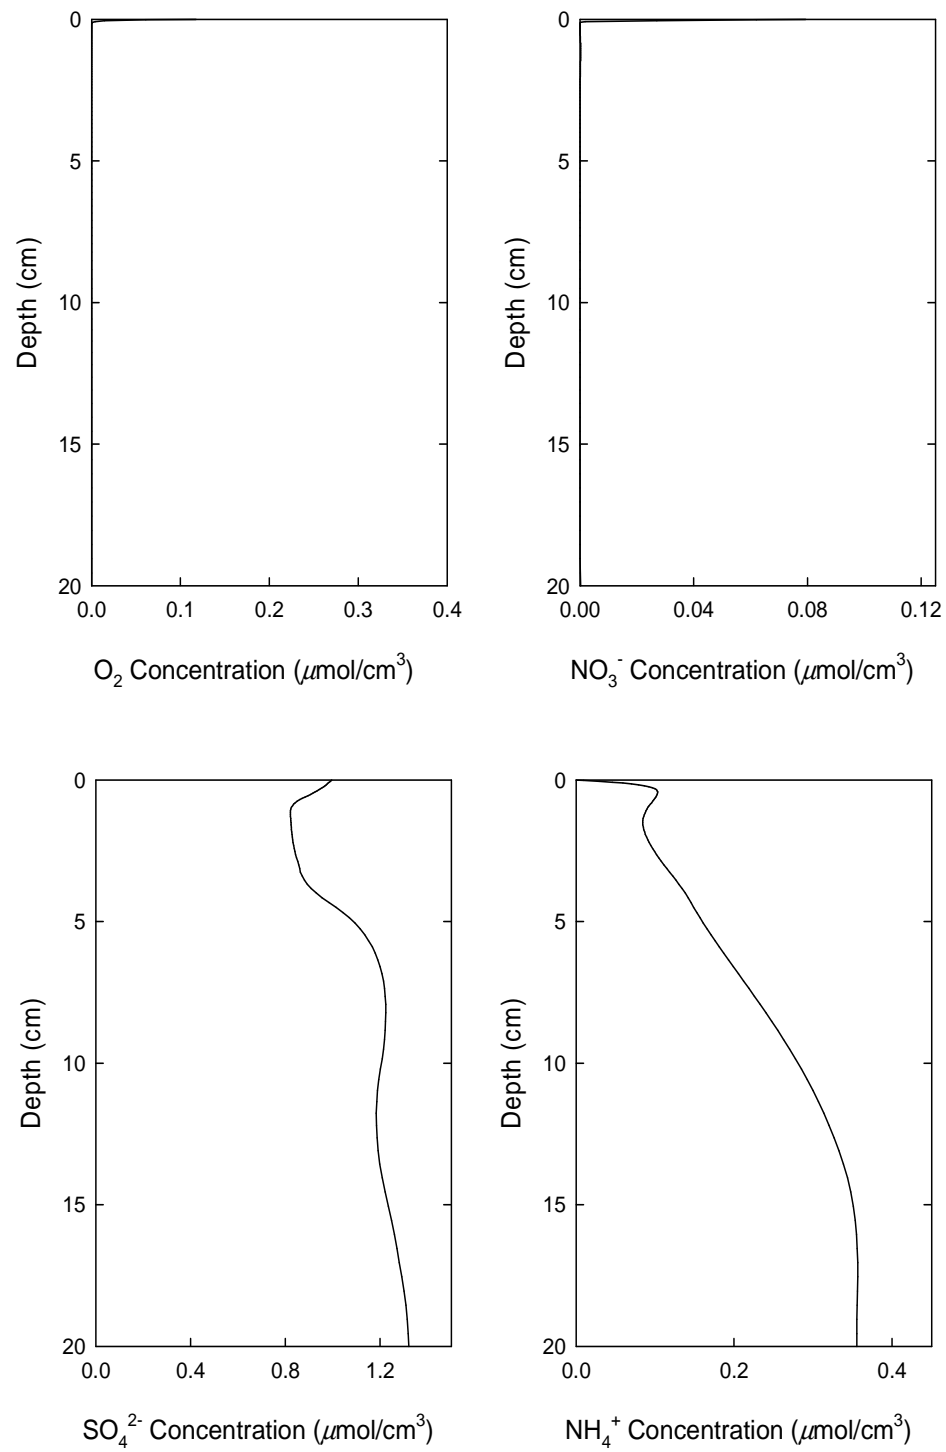 0
5
10
15
20
Depth (cm)
0.0 0.1 0.2 0.3 0.4
O₂ Concentration (μmol/cm³)
0
5
10
15
20
Depth (cm)
0.00 0.04 0.08 0.12
NO₃⁻ Concentration (μmol/cm³)
0
5
10
15
20
Depth (cm)
0.0 0.4 0.8 1.2
SO₄²⁻ Concentration (μmol/cm³)
0
5
10
15
20
Depth (cm)
0.0 0.2 0.4
NH₄⁺ Concentration (μmol/cm³)